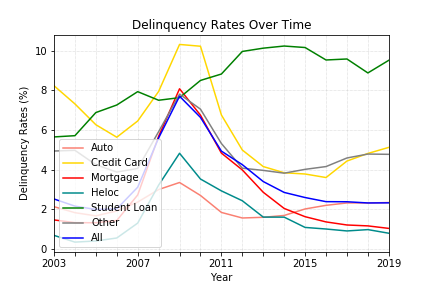 Delinquency Rates Over Time
Delinquency Rates (%)
10
8
6
4
2
0
Auto
Credit Card
Mortgage
Heloc
Student Loan
Other
All
2003
2007
2011
2015
2019
Year